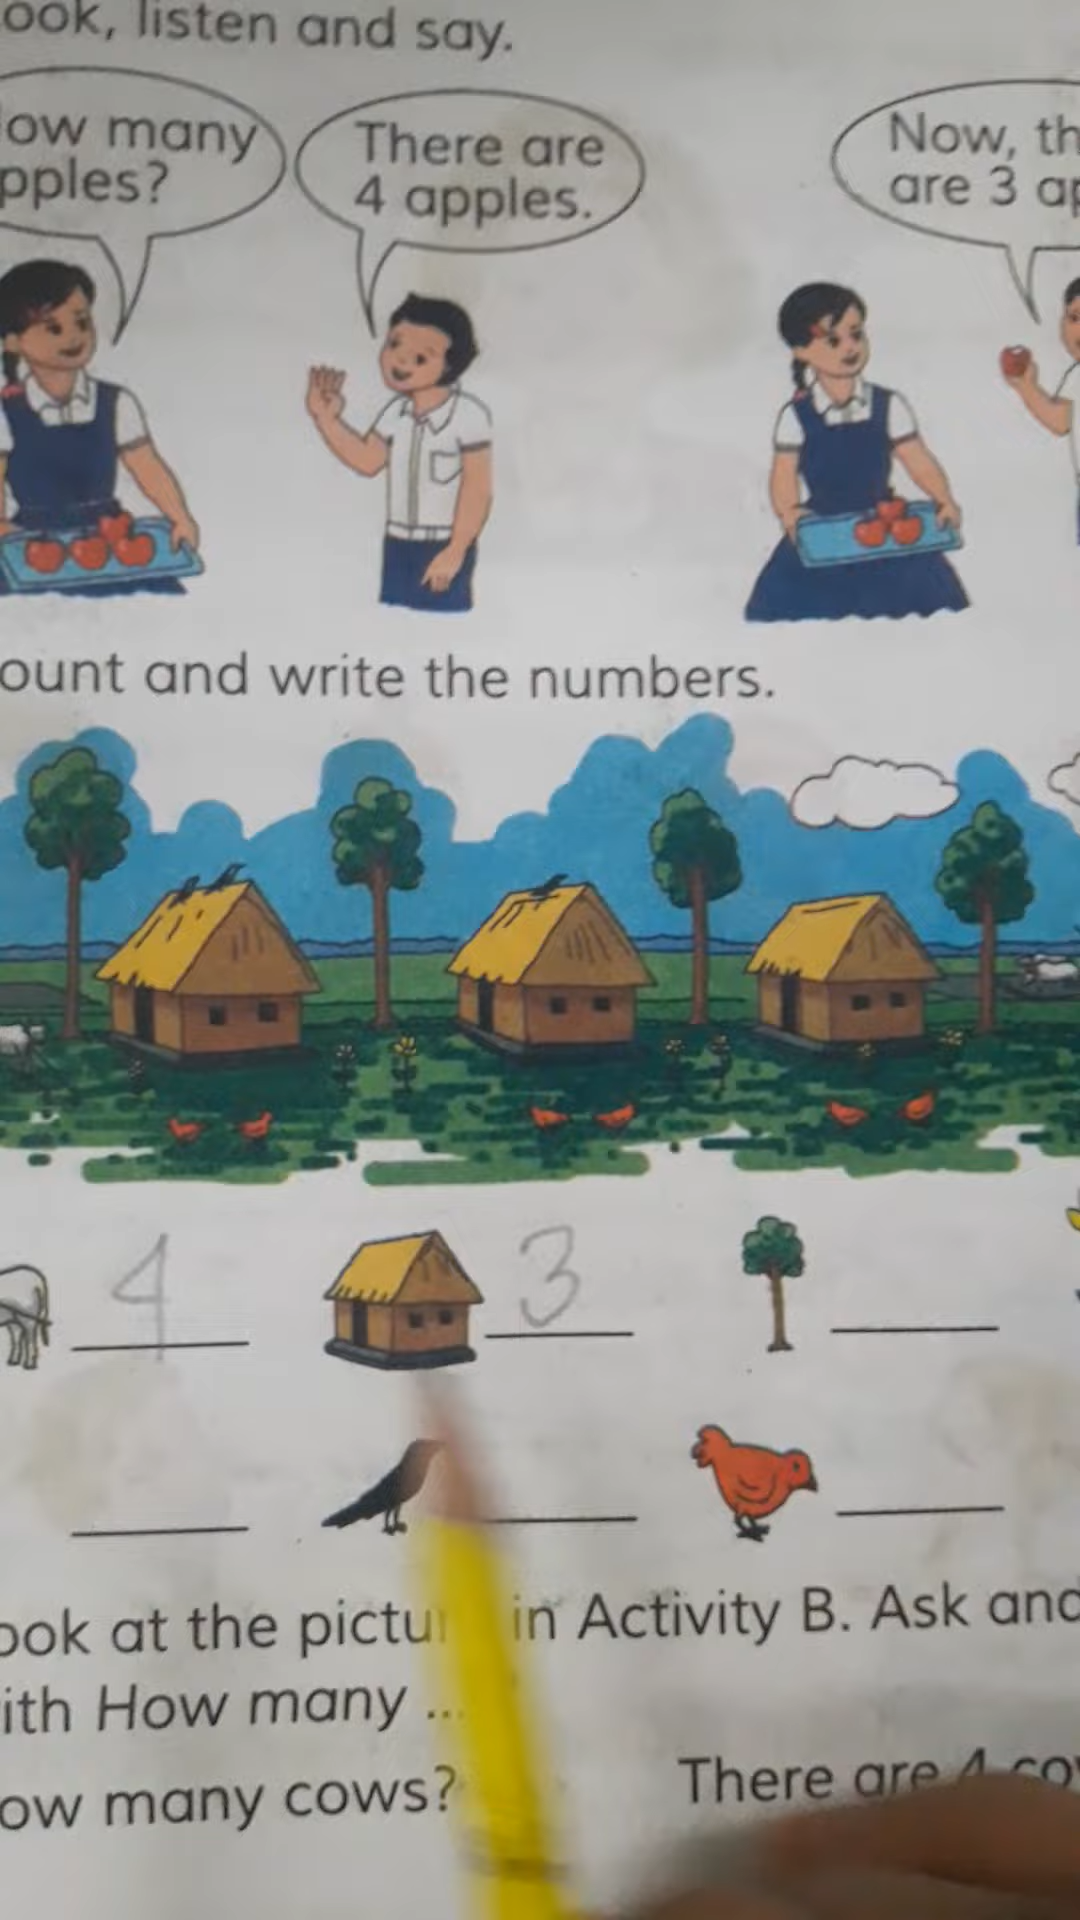 ook, listen and say.
ow many
pples?
There are
4 apples.
Now, th
are 3 ap
ount and write the numbers.
4
3
ook at the pictu in Activity B. Ask and
ith How many ...
ow many cows?
There are 4 co